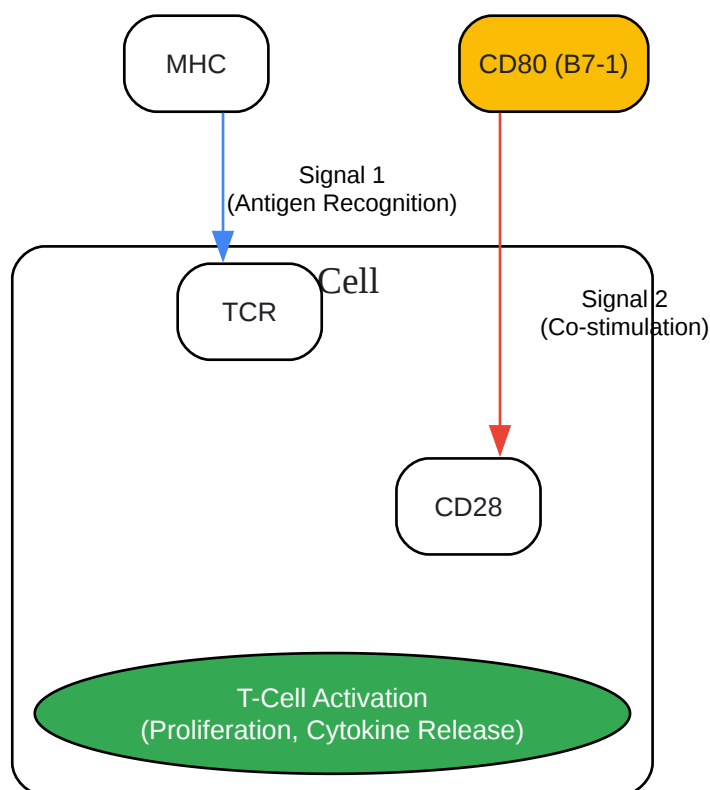 MHC
CD80 (B7-1)
Signal 1
(Antigen Recognition)
Cell
TCR
Signal 2
(Co-stimulation)
CD28
T-Cell Activation
(Proliferation, Cytokine Release)